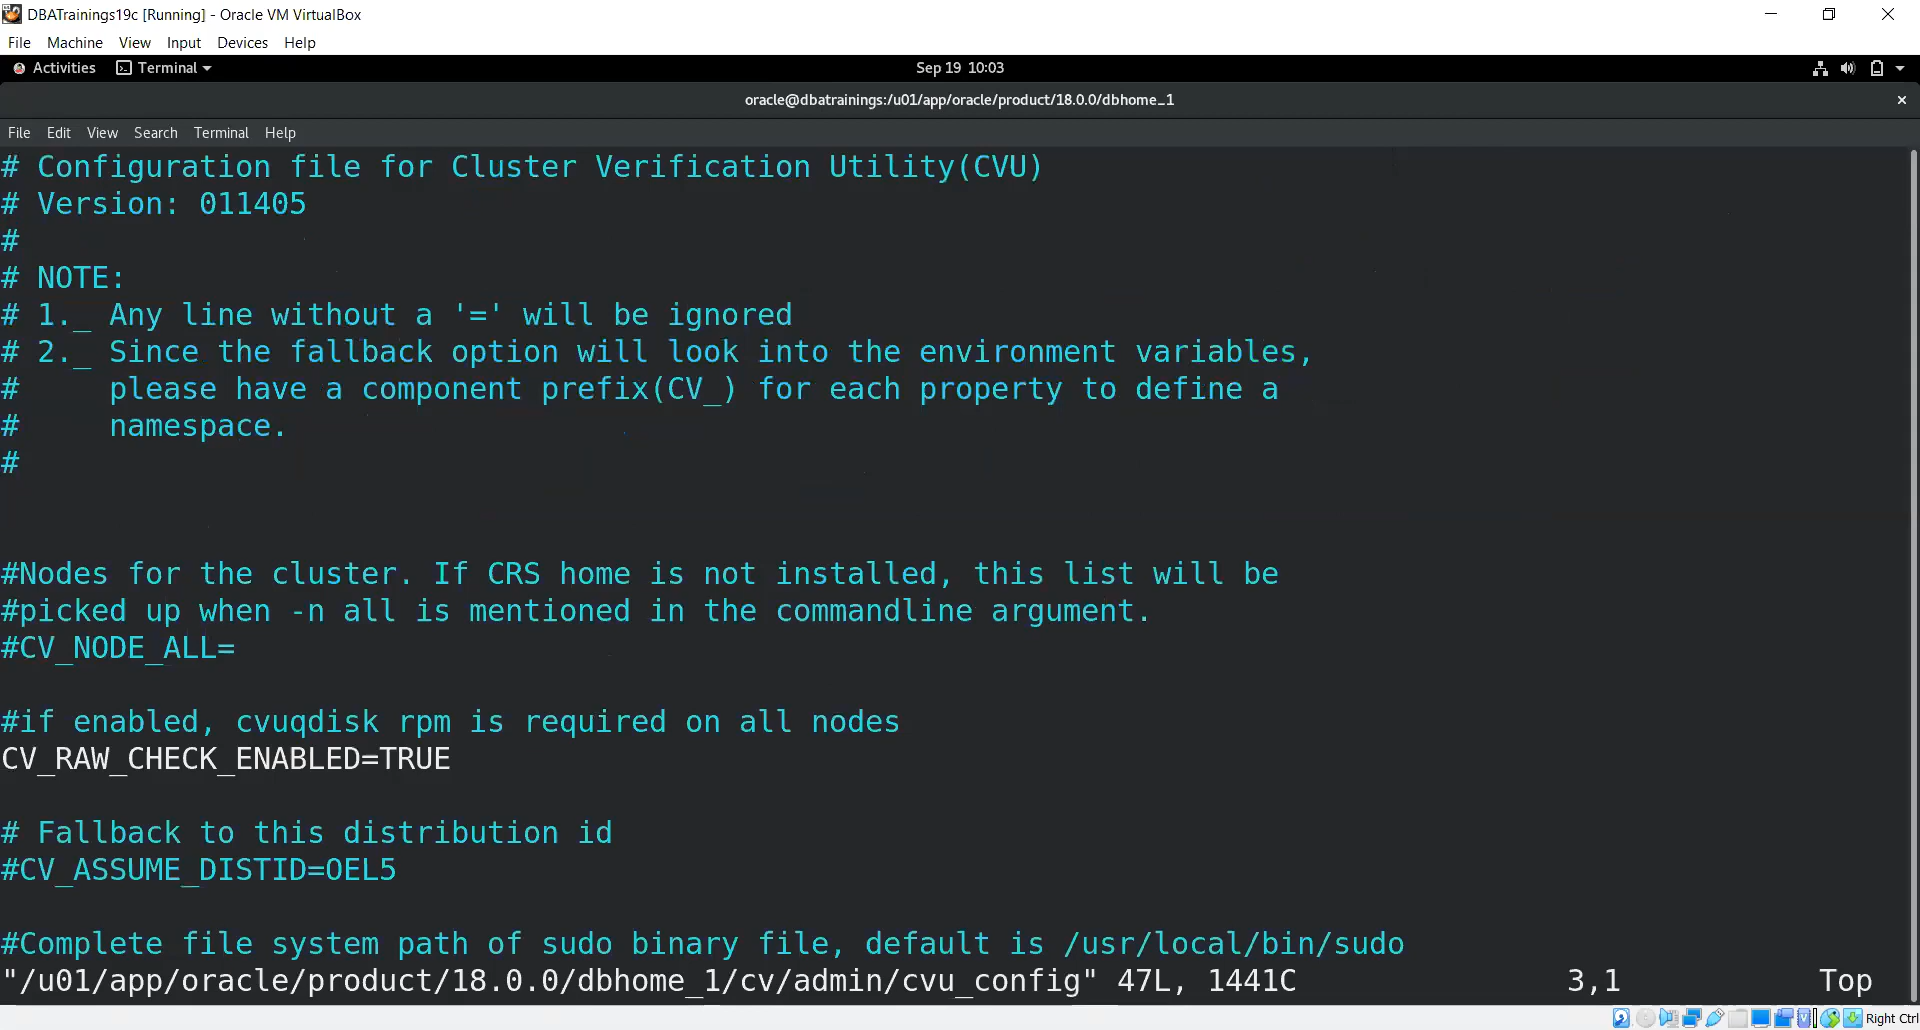 DBATrainings19c [Running] - Oracle VM VirtualBox
File Machine View Input Devices Help
Activities Terminal Sep 19 10:03
oracle@dbatrainings:/u01/app/oracle/product/18.0.0/dbhome_1
File Edit View Search Terminal Help
# Configuration file for Cluster Verification Utility(CVU)
# Version: 011405
#
# NOTE:
# 1._ Any line without a '=' will be ignored
# 2._ Since the fallback option will look into the environment variables,
#     please have a component prefix(CV_) for each property to define a
#     namespace.
#
#Nodes for the cluster. If CRS home is not installed, this list will be
#picked up when -n all is mentioned in the commandline argument.
#CV_NODE_ALL=
#if enabled, cvuqdisk rpm is required on all nodes
CV_RAW_CHECK_ENABLED=TRUE
# Fallback to this distribution id
#CV_ASSUME_DISTID=OEL5
#Complete file system path of sudo binary file, default is /usr/local/bin/sudo
"/u01/app/oracle/product/18.0.0/dbhome_1/cv/admin/cvu_config" 47L, 1441C 3,1 Top
Right Ctrl